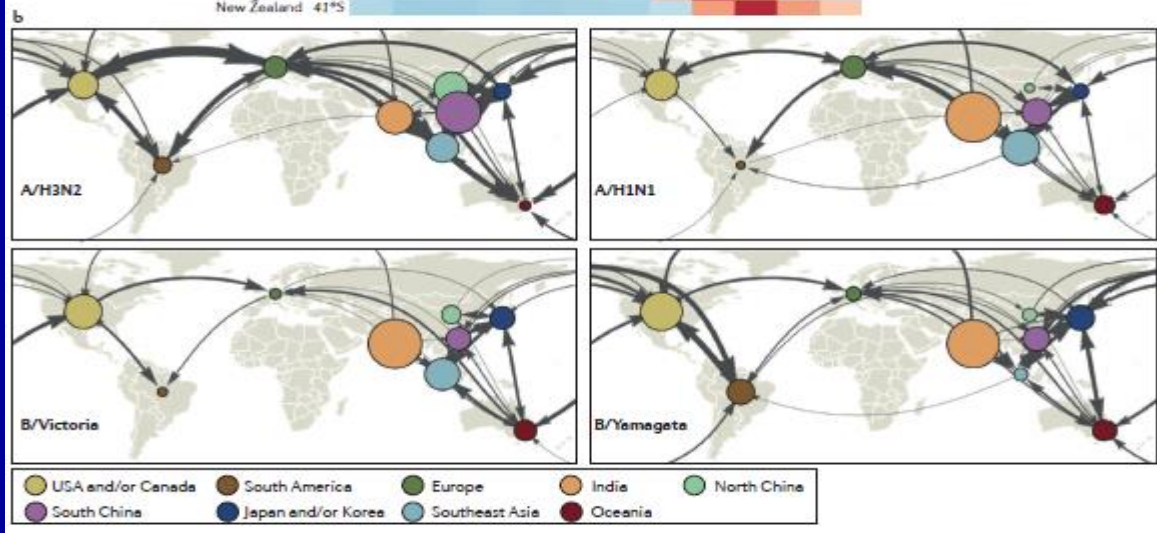 New Zealand 41°S
b
A/H3N2
A/H1N1
B/Victoria
B/Yamagata
USA and/or Canada
South America
Europe
India
North China
South China
Japan and/or Korea
Southeast Asia
Oceania